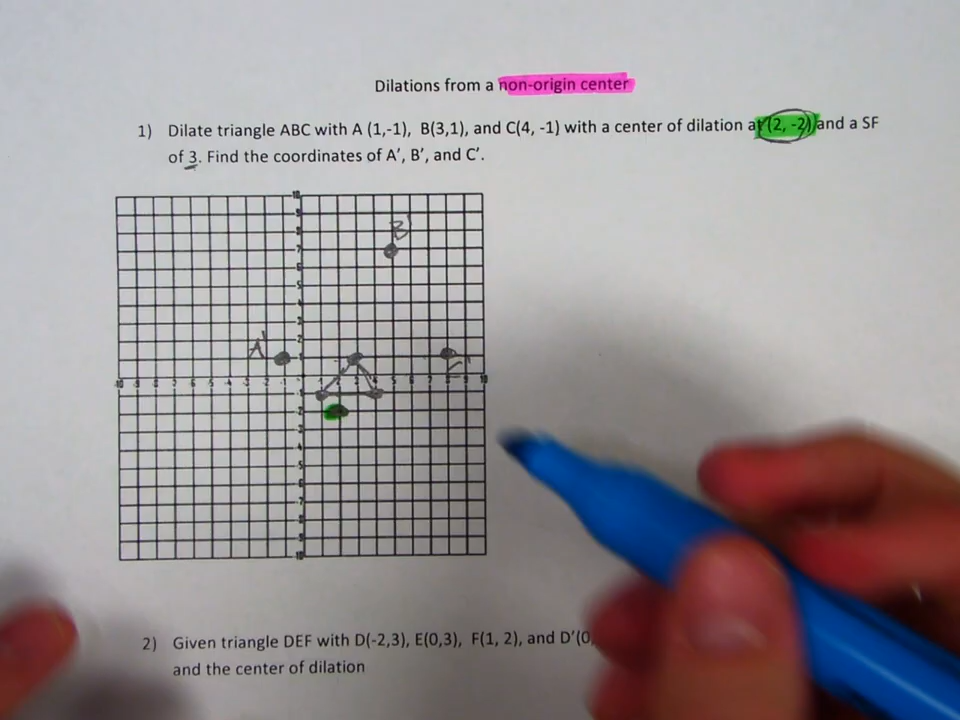 Dilations from a non-origin center
1) Dilate triangle ABC with A (1,-1), B(3,1), and C(4, -1) with a center of dilation at (2, -2) and a SF
of 3. Find the coordinates of A′, B′, and C′.
B'
A'
2) Given triangle DEF with D(-2,3), E(0,3), F(1, 2), and D′(0,
and the center of dilation